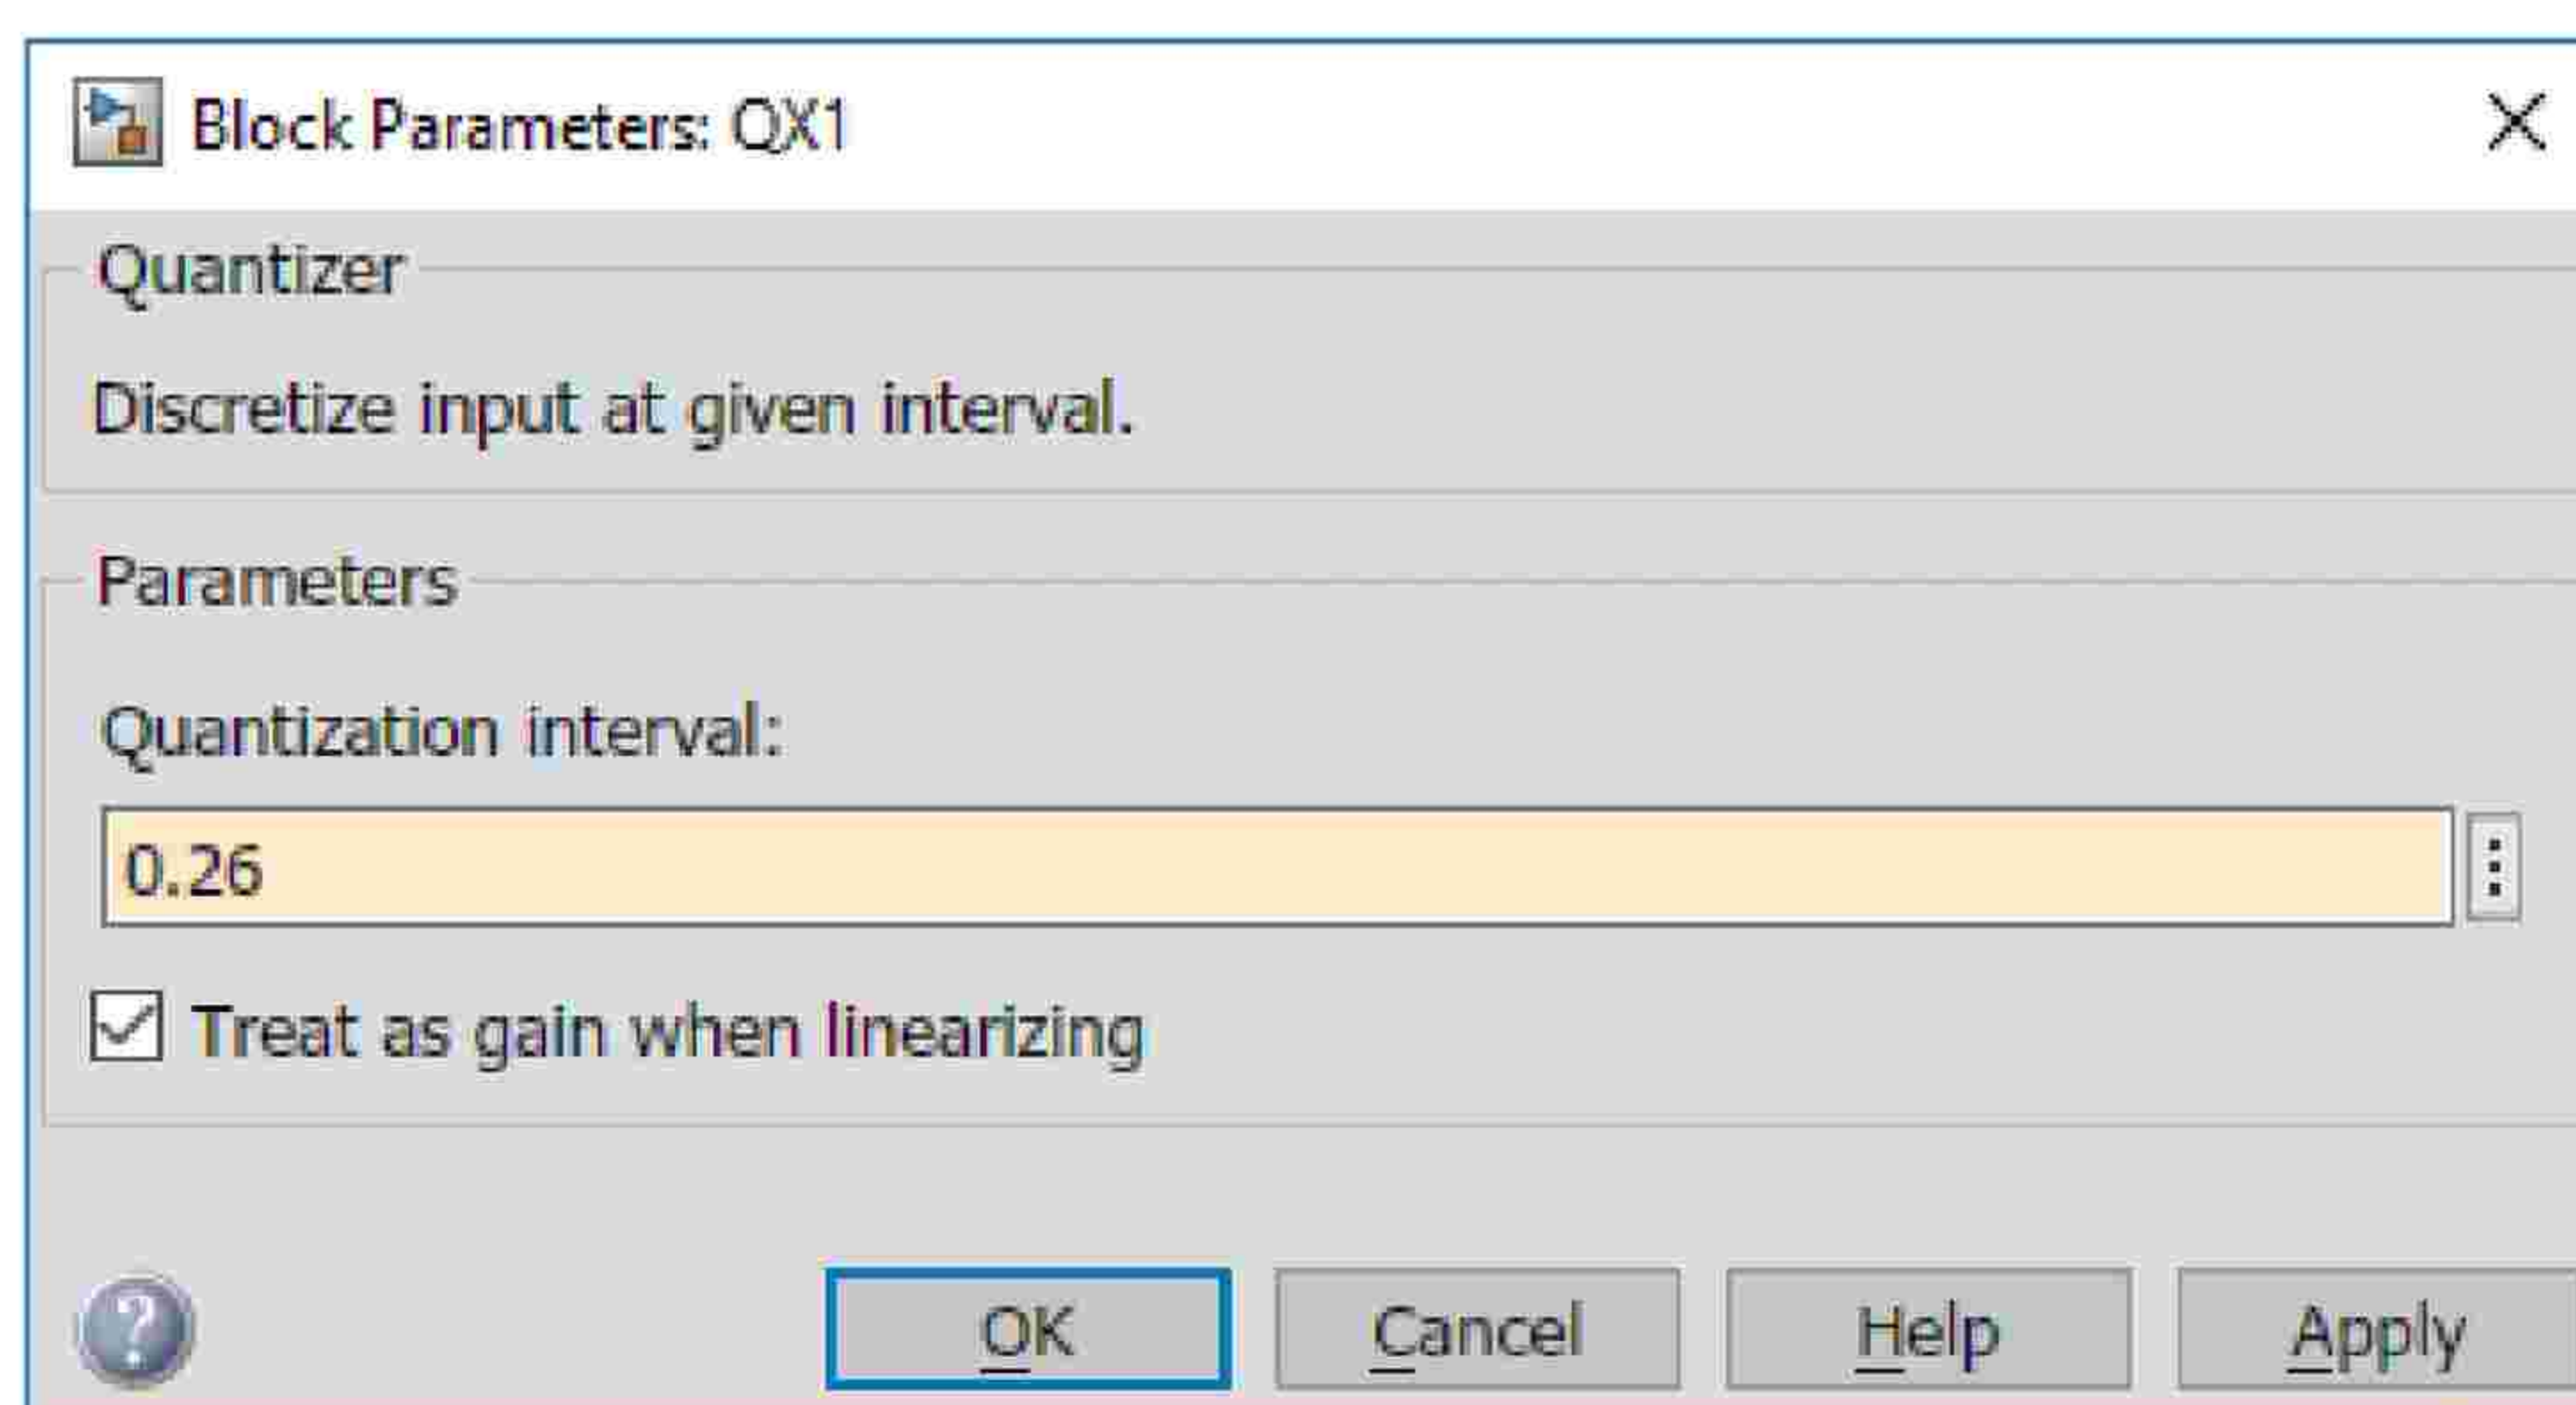 Block Parameters: QX1
Quantizer
Discretize input at given interval.
Parameters
Quantization interval:
0.26
Treat as gain when linearizing
OK Cancel Help Apply